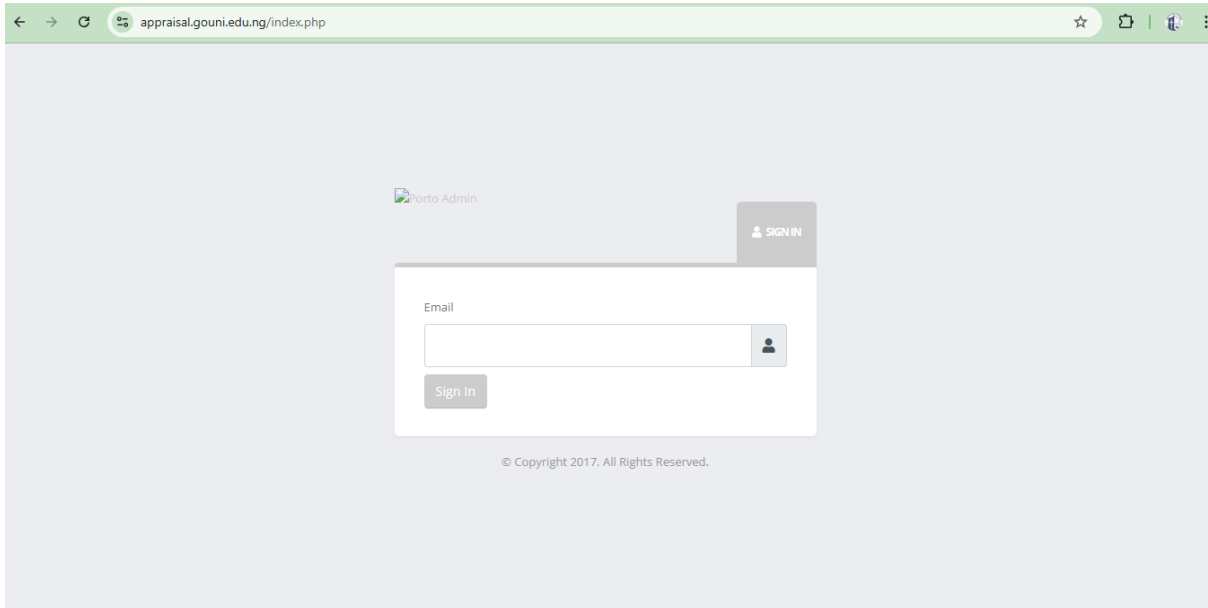 appraisal.gouni.edu.ng/index.php
Porto Admin
SIGN IN
Email
Sign In
© Copyright 2017. All Rights Reserved.